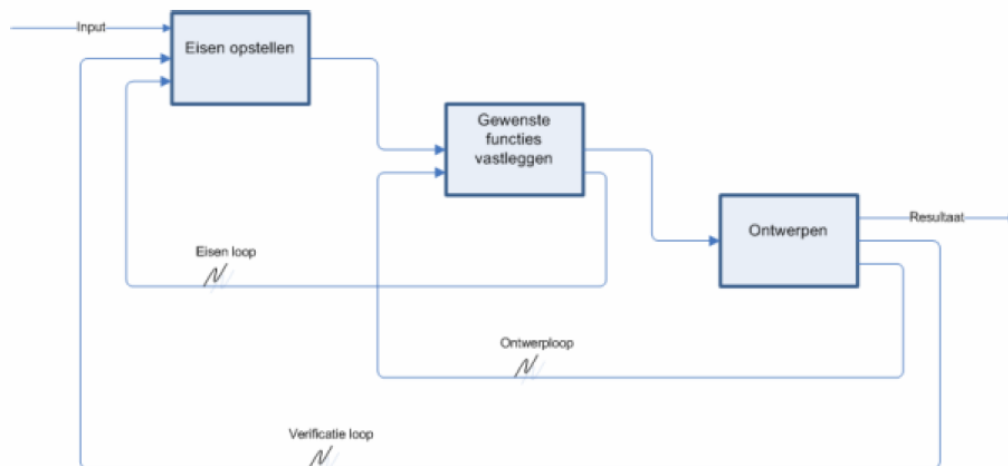 Input
Eisen opstellen
Gewenste
functies
vastleggen
Ontwerpen
Resultaat
Eisen loop
Ontwerploop
Verificatie loop